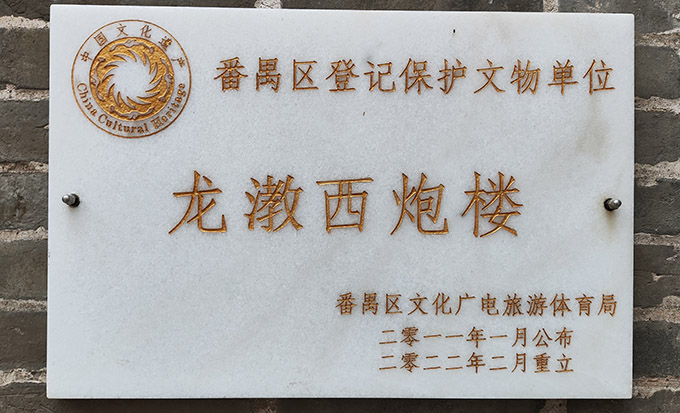 中国文化遗产
China Cultural Heritage
番禺区登记保护文物单位
龙漖西炮楼
番禺区文化广电旅游体育局
二零一一年一月公布
二零二二年二月重立